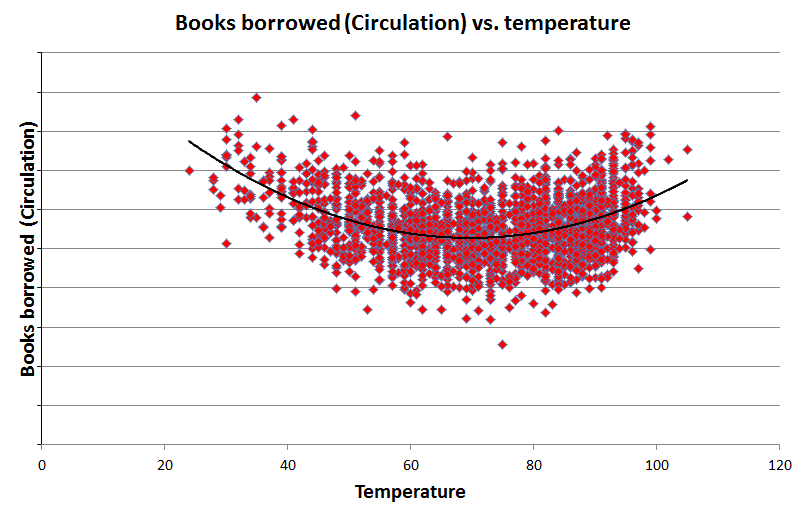 Books borrowed (Circulation) vs. temperature
Books borrowed (Circulation)
0
20
40
60
80
100
120
Temperature